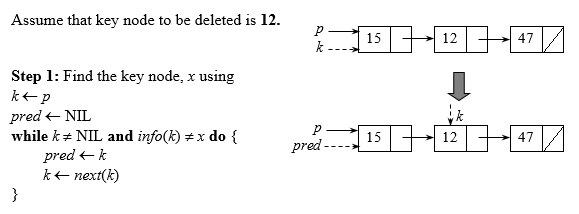 Assume that key node to be deleted is 12.
p
k
15
12
47
Step 1: Find the key node, x using
k ← p
pred ← NIL
while k ≠ NIL and info(k) ≠ x do {
pred ← k
k ← next(k)
}
k
p
pred
15
12
47